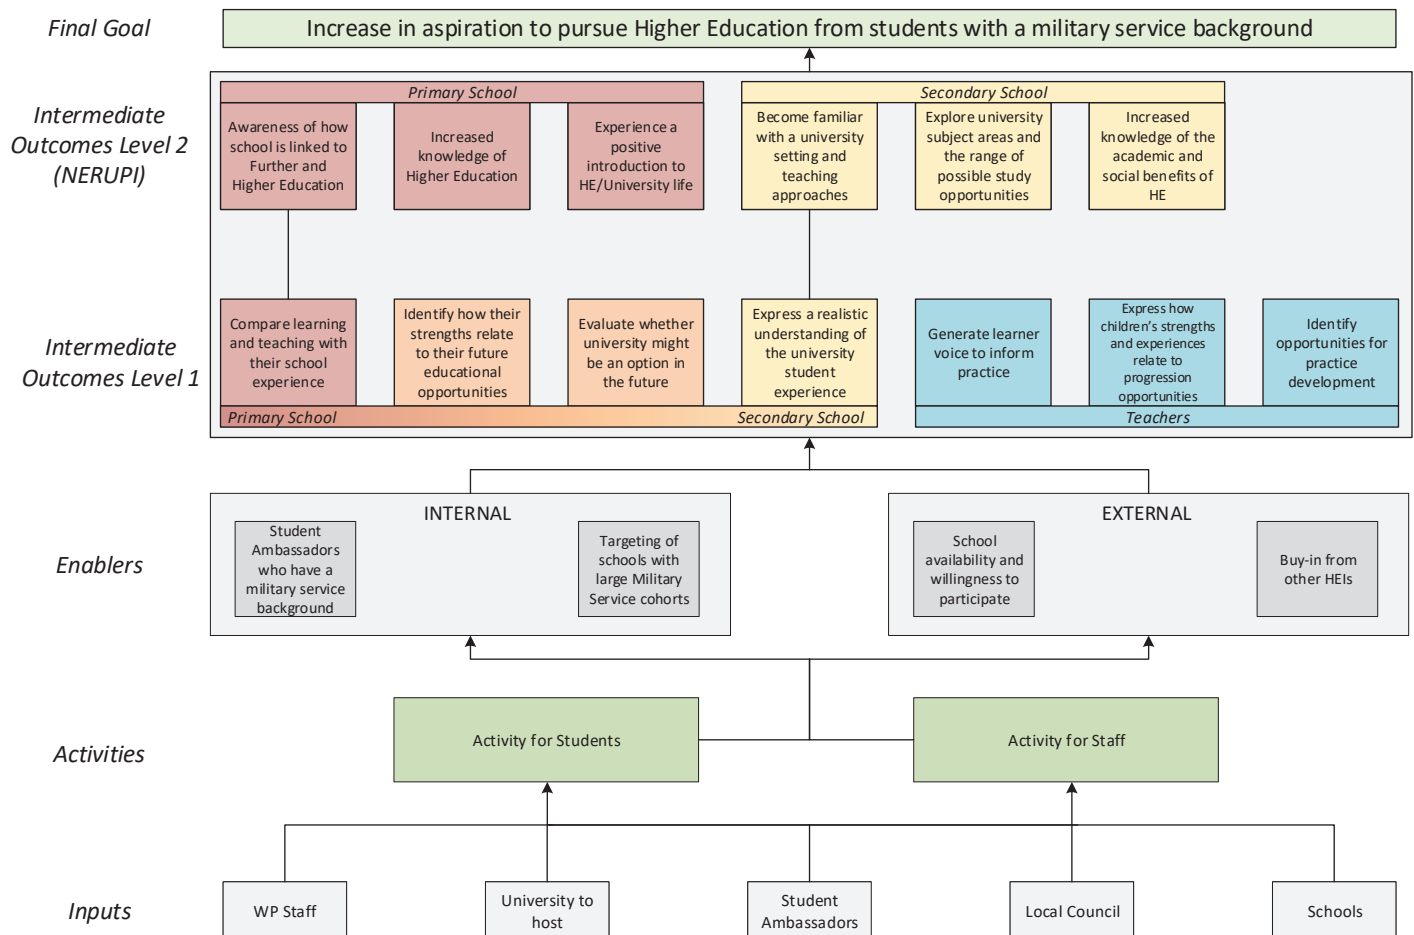 Final Goal
Increase in aspiration to pursue Higher Education from students with a military service background
Intermediate
Outcomes Level 2
(NERUPI)
Primary School
Awareness of how
school is linked to
Further and
Higher Education
Increased
knowledge of
Higher Education
Experience a
positive
introduction to
HE/University life
Secondary School
Become familiar
with a university
setting and
teaching
approaches
Explore university
subject areas and
the range of
possible study
opportunities
Increased
knowledge of the
academic and
social benefits of
HE
Intermediate
Outcomes Level 1
Compare learning
and teaching with
their school
experience
Identify how their
strengths relate
to their future
educational
opportunities
Evaluate whether
university might
be an option in
the future
Express a realistic
understanding of
the university
student
experience
Primary School
Secondary School
Generate learner
voice to inform
practice
Express how
children's strengths
and experiences
relate to
progression
opportunities
Identify
opportunities for
practice
development
Teachers
Enablers
INTERNAL
Student
Ambassadors
who have a
military service
background
Targeting of
schools with
large Military
Service cohorts
EXTERNAL
School
availability and
willingness to
participate
Buy-in from
other HEIs
Activities
Activity for Students
Activity for Staff
Inputs
WP Staff
University to
host
Student
Ambassadors
Local Council
Schools